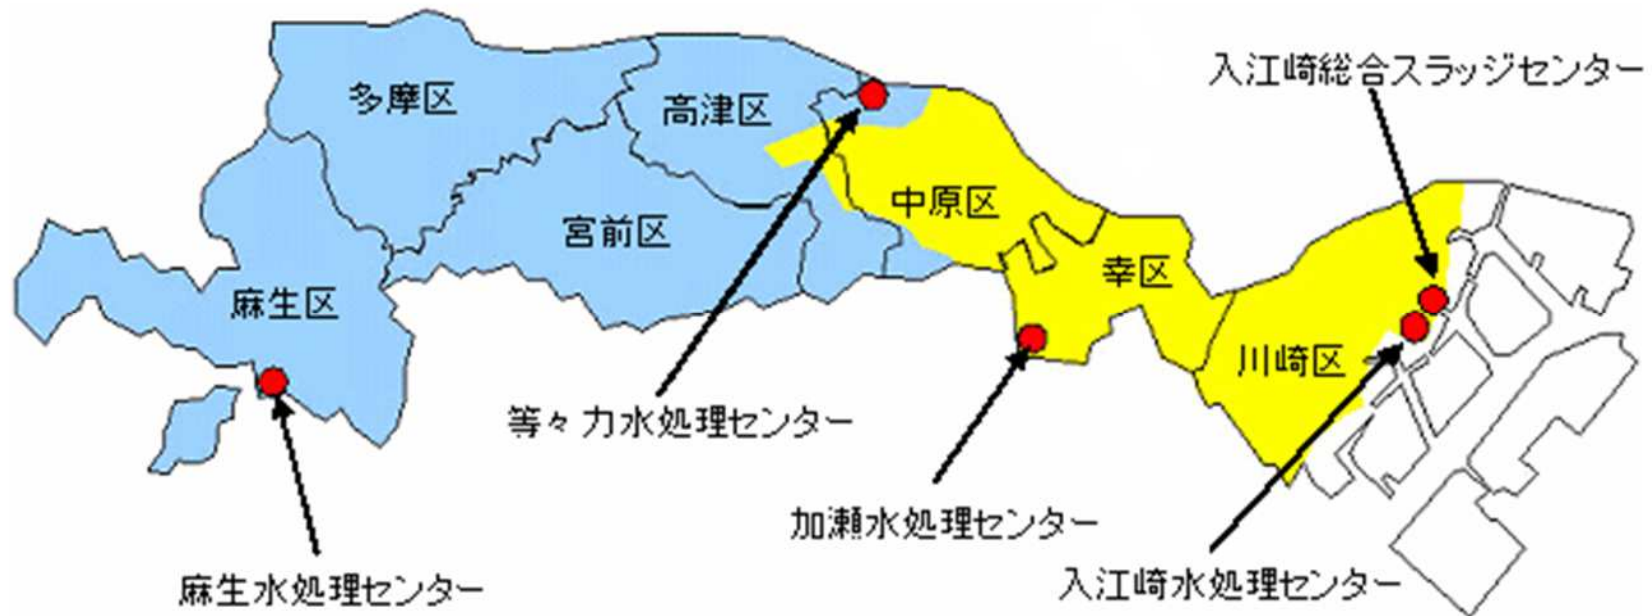 入江崎総合スラッジセンター
多摩区
高津区
中原区
宮前区
幸区
麻生区
川崎区
等々力水処理センター
加瀬水処理センター
麻生水処理センター
入江崎水処理センター